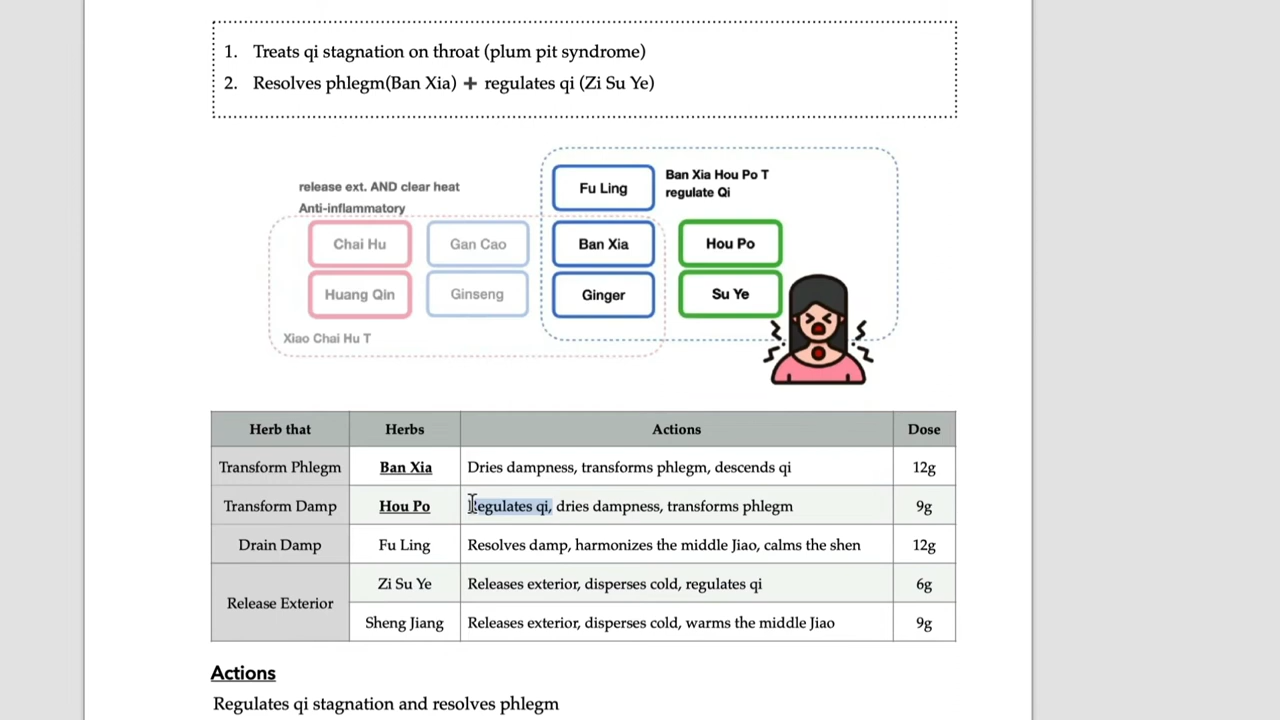 1. Treats qi stagnation on throat (plum pit syndrome)
2. Resolves phlegm(Ban Xia) + regulates qi (Zi Su Ye)
release ext. AND clear heat
Anti-inflammatory
Fu Ling
Ban Xia Hou Po T
regulate Qi
Chai Hu
Gan Cao
Ban Xia
Hou Po
Huang Qin
Ginseng
Ginger
Su Ye
Xiao Chai Hu T
Herb that Herbs Actions Dose
Transform Phlegm Ban Xia Dries dampness, transforms phlegm, descends qi 12g
Transform Damp Hou Po Regulates qi, dries dampness, transforms phlegm 9g
Drain Damp Fu Ling Resolves damp, harmonizes the middle Jiao, calms the shen 12g
Release Exterior Zi Su Ye Releases exterior, disperses cold, regulates qi 6g
Sheng Jiang Releases exterior, disperses cold, warms the middle Jiao 9g
Actions
Regulates qi stagnation and resolves phlegm